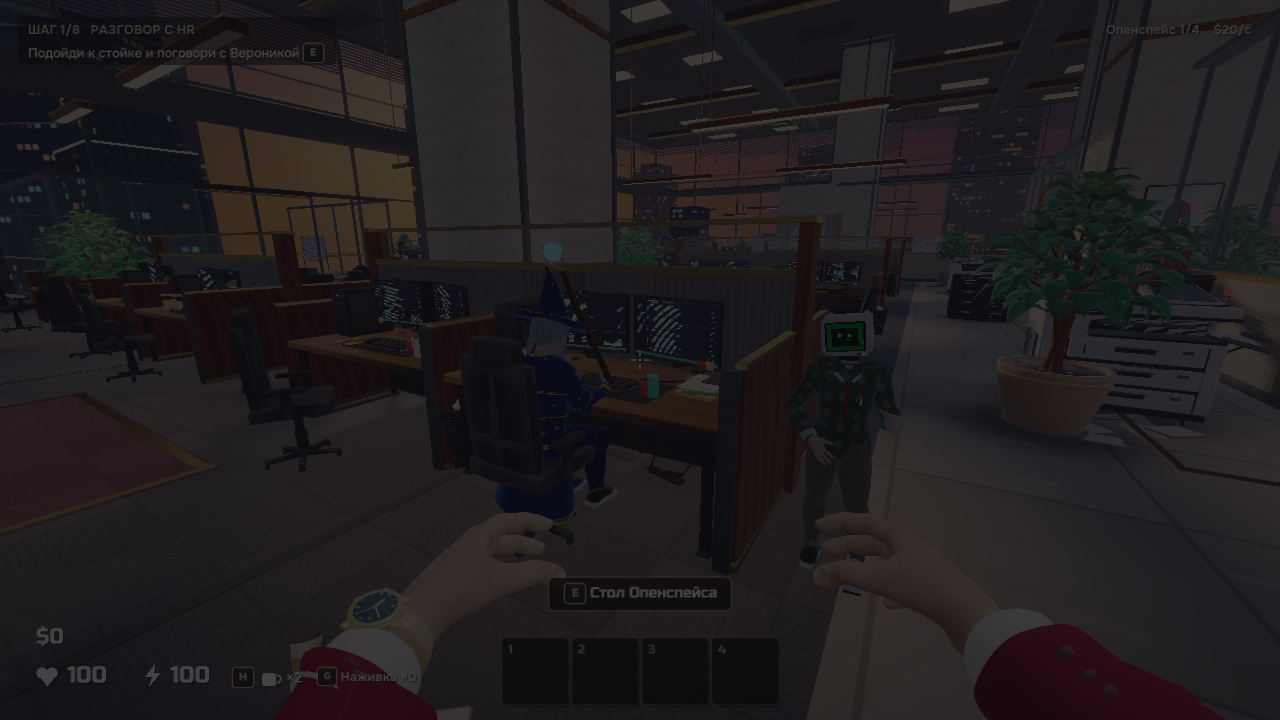 ШАГ 1/8 РАЗГОВОР С HR
Подойди к стойке и поговори с Вероникой E
Опенспейс 1/4 $20/с
E Стол Опенспейса
$0
100 100 H ×2 G Наживка ×0
1 2 3 4